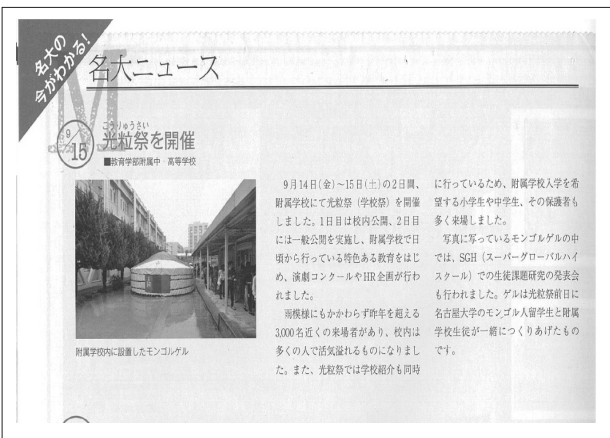 名大の
今がわかる!
名大ニュース
9/15
こうりゅうさい
光粒祭を開催
■教育学部附属中・高等学校
附属学校内に設置したモンゴルゲル
9月14日(金)~15日(土)の2日間、
附属学校にて光粒祭(学校祭)を開催
しました。1日目は校内公開、2日目
には一般公開を実施し、附属学校で日
頃から行っている特色ある教育をはじ
め、演劇コンクールやHR企画が行わ
れました。
雨模様にもかかわらず昨年を超える
3,000名近くの来場者があり、校内は
多くの人で活気溢れるものになりまし
た。また、光粒祭では学校紹介も同時
に行っているため、附属学校入学を希
望する小学生や中学生、その保護者も
多く来場しました。
写真に写っているモンゴルゲルの中
では、SGH(スーパーグローバルハイ
スクール)での生徒課題研究の発表会
も行われました。ゲルは光粒祭前日に
名古屋大学のモンゴル人留学生と附属
学校生徒が一緒につくりあげたもの
です。